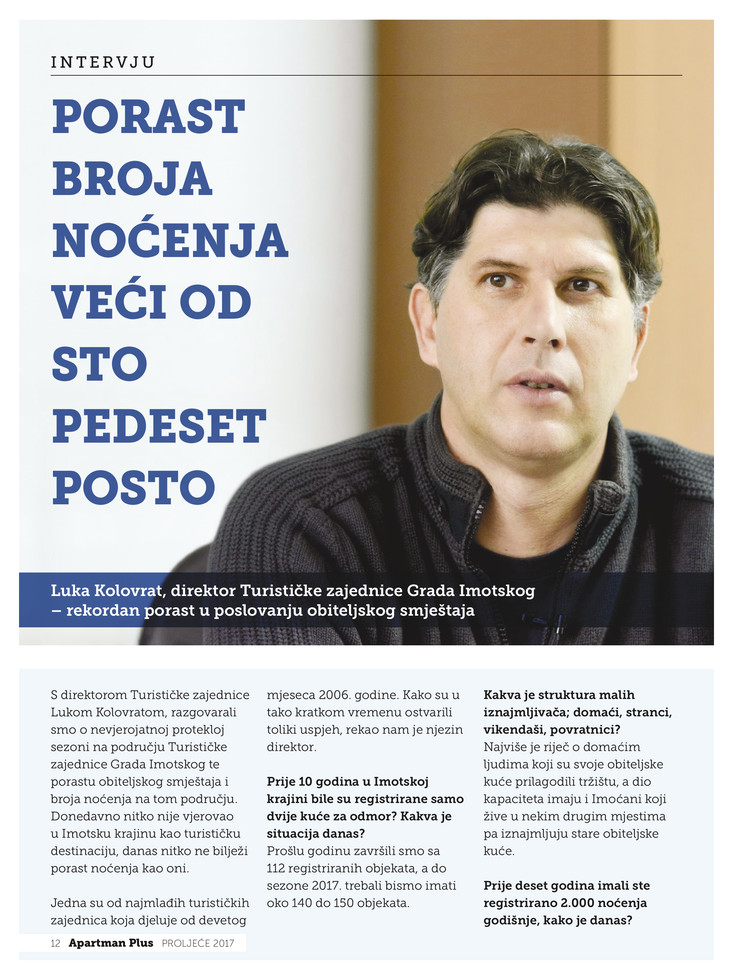 INTERVJU
PORAST
BROJA
NOĆENJA
VEĆI OD
STO
PEDESET
POSTO
Luka Kolovrat, direktor Turističke zajednice Grada Imotskog
– rekordan porast u poslovanju obiteljskog smještaja
S direktorom Turističke zajednice
Lukom Kolovratom, razgovarali
smo o nevjerojatnoj protekloj
sezoni na području Turističke
zajednice Grada Imotskog te
porastu obiteljskog smještaja i
broja noćenja na tom području.
Donedavno nitko nije vjerovao
u Imotsku krajinu kao turističku
destinaciju, danas nitko ne bilježi
porast noćenja kao oni.
Jedna su od najmlađih turističkih
zajednica koja djeluje od devetog
mjeseca 2006. godine. Kako su u
tako kratkom vremenu ostvarili
toliki uspjeh, rekao nam je njezin
direktor.
Prije 10 godina u Imotskoj
krajini bile su registrirane samo
dvije kuće za odmor? Kakva je
situacija danas?
Prošlu godinu završili smo sa
112 registriranih objekata, a do
sezone 2017. trebali bismo imati
oko 140 do 150 objekata.
Kakva je struktura malih
iznajmljivača; domaći, stranci,
vikendaši, povratnici?
Najviše je riječ o domaćim
ljudima koji su svoje obiteljske
kuće prilagodili tržištu, a dio
kapaciteta imaju i Imoćani koji
žive u nekim drugim mjestima
pa iznajmljuju stare obiteljske
kuće.
Prije deset godina imali ste
registrirano 2.000 noćenja
godišnje, kako je danas?
12 Apartman Plus PROLJEĆE 2017